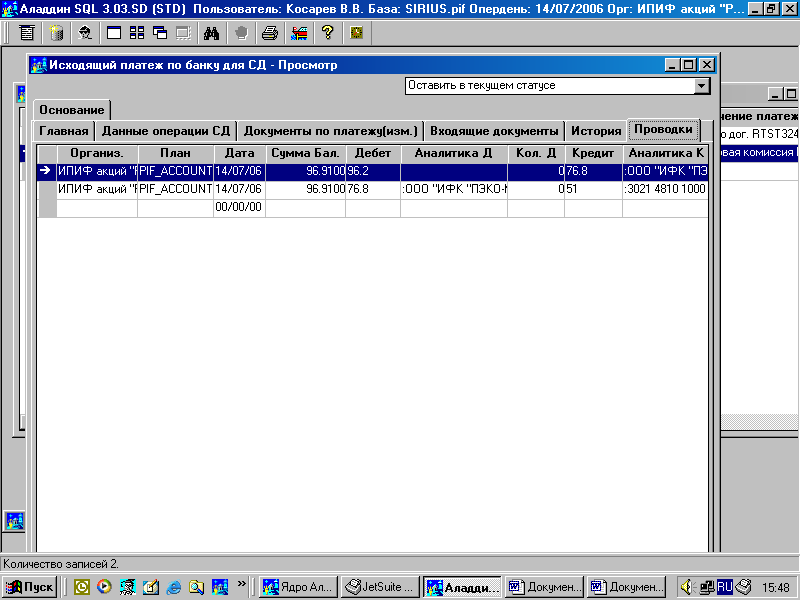 Аладдин SQL 3.03.SD (STD) Пользователь: Косарев В.В. База: SIRIUS.pif Опердень: 14/07/2006 Орг: ИПИФ акций "Р...
Исходящий платеж по банку для СД - Просмотр
Оставить в текущем статусе
Основание
чение платеж
Главная Данные операции СД Документы по платежу(изм.) Входящие документы История Проводки
о дог. RTST324
Организ. План Дата Сумма Бал. Дебет Аналитика Д Кол. Д Кредит Аналитика К
овая комиссия
ИПИФ акций "Р PIF_ACCOUNT 14/07/06 96.9100 96.2 0 76.8 :ООО "ИФК "ПЭ
ИПИФ акций "Р PIF_ACCOUNT 14/07/06 96.9100 76.8 :ООО "ИФК "ПЭКО-М 0 51 :3021 4810 1000
00/00/00
Количество записей 2.
Пуск » Ядро Ал... JetSuite ... Аладди... Докумен... Докумен... RU 15:48